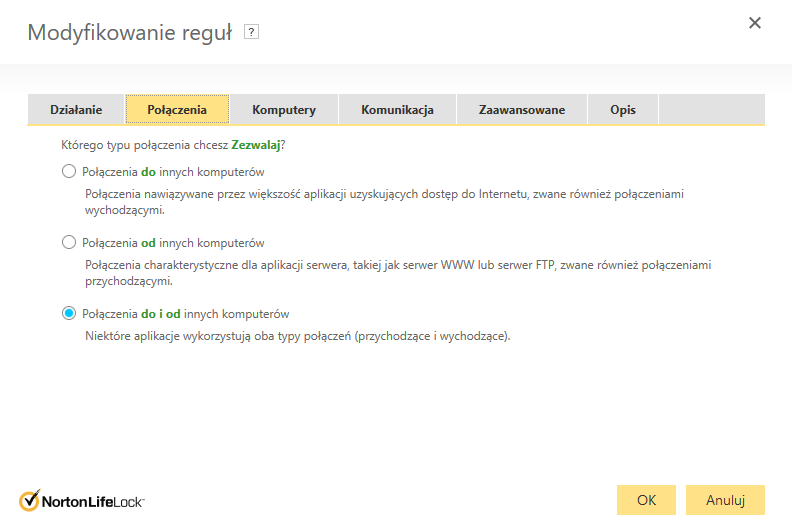 Modyfikowanie reguł ?
Działanie Połączenia Komputery Komunikacja Zaawansowane Opis
Którego typu połączenia chcesz Zezwalaj?
Połączenia do innych komputerów
Połączenia nawiązywane przez większość aplikacji uzyskujących dostęp do Internetu, zwane również połączeniami
wychodzącymi.
Połączenia od innych komputerów
Połączenia charakterystyczne dla aplikacji serwera, takiej jak serwer WWW lub serwer FTP, zwane również połączeniami
przychodzącymi.
Połączenia do i od innych komputerów
Niektóre aplikacje wykorzystują oba typy połączeń (przychodzące i wychodzące).
NortonLifeLock OK Anuluj